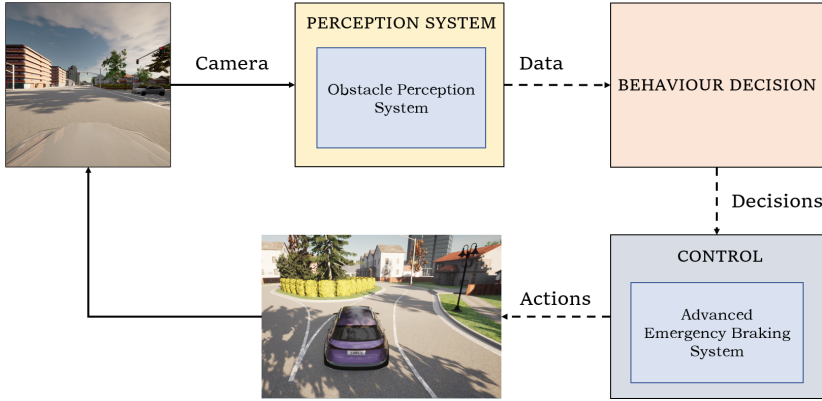 PERCEPTION SYSTEM
Camera
Obstacle Perception
System
Data
BEHAVIOUR DECISION
Decisions
CONTROL
Advanced
Emergency Braking
System
Actions